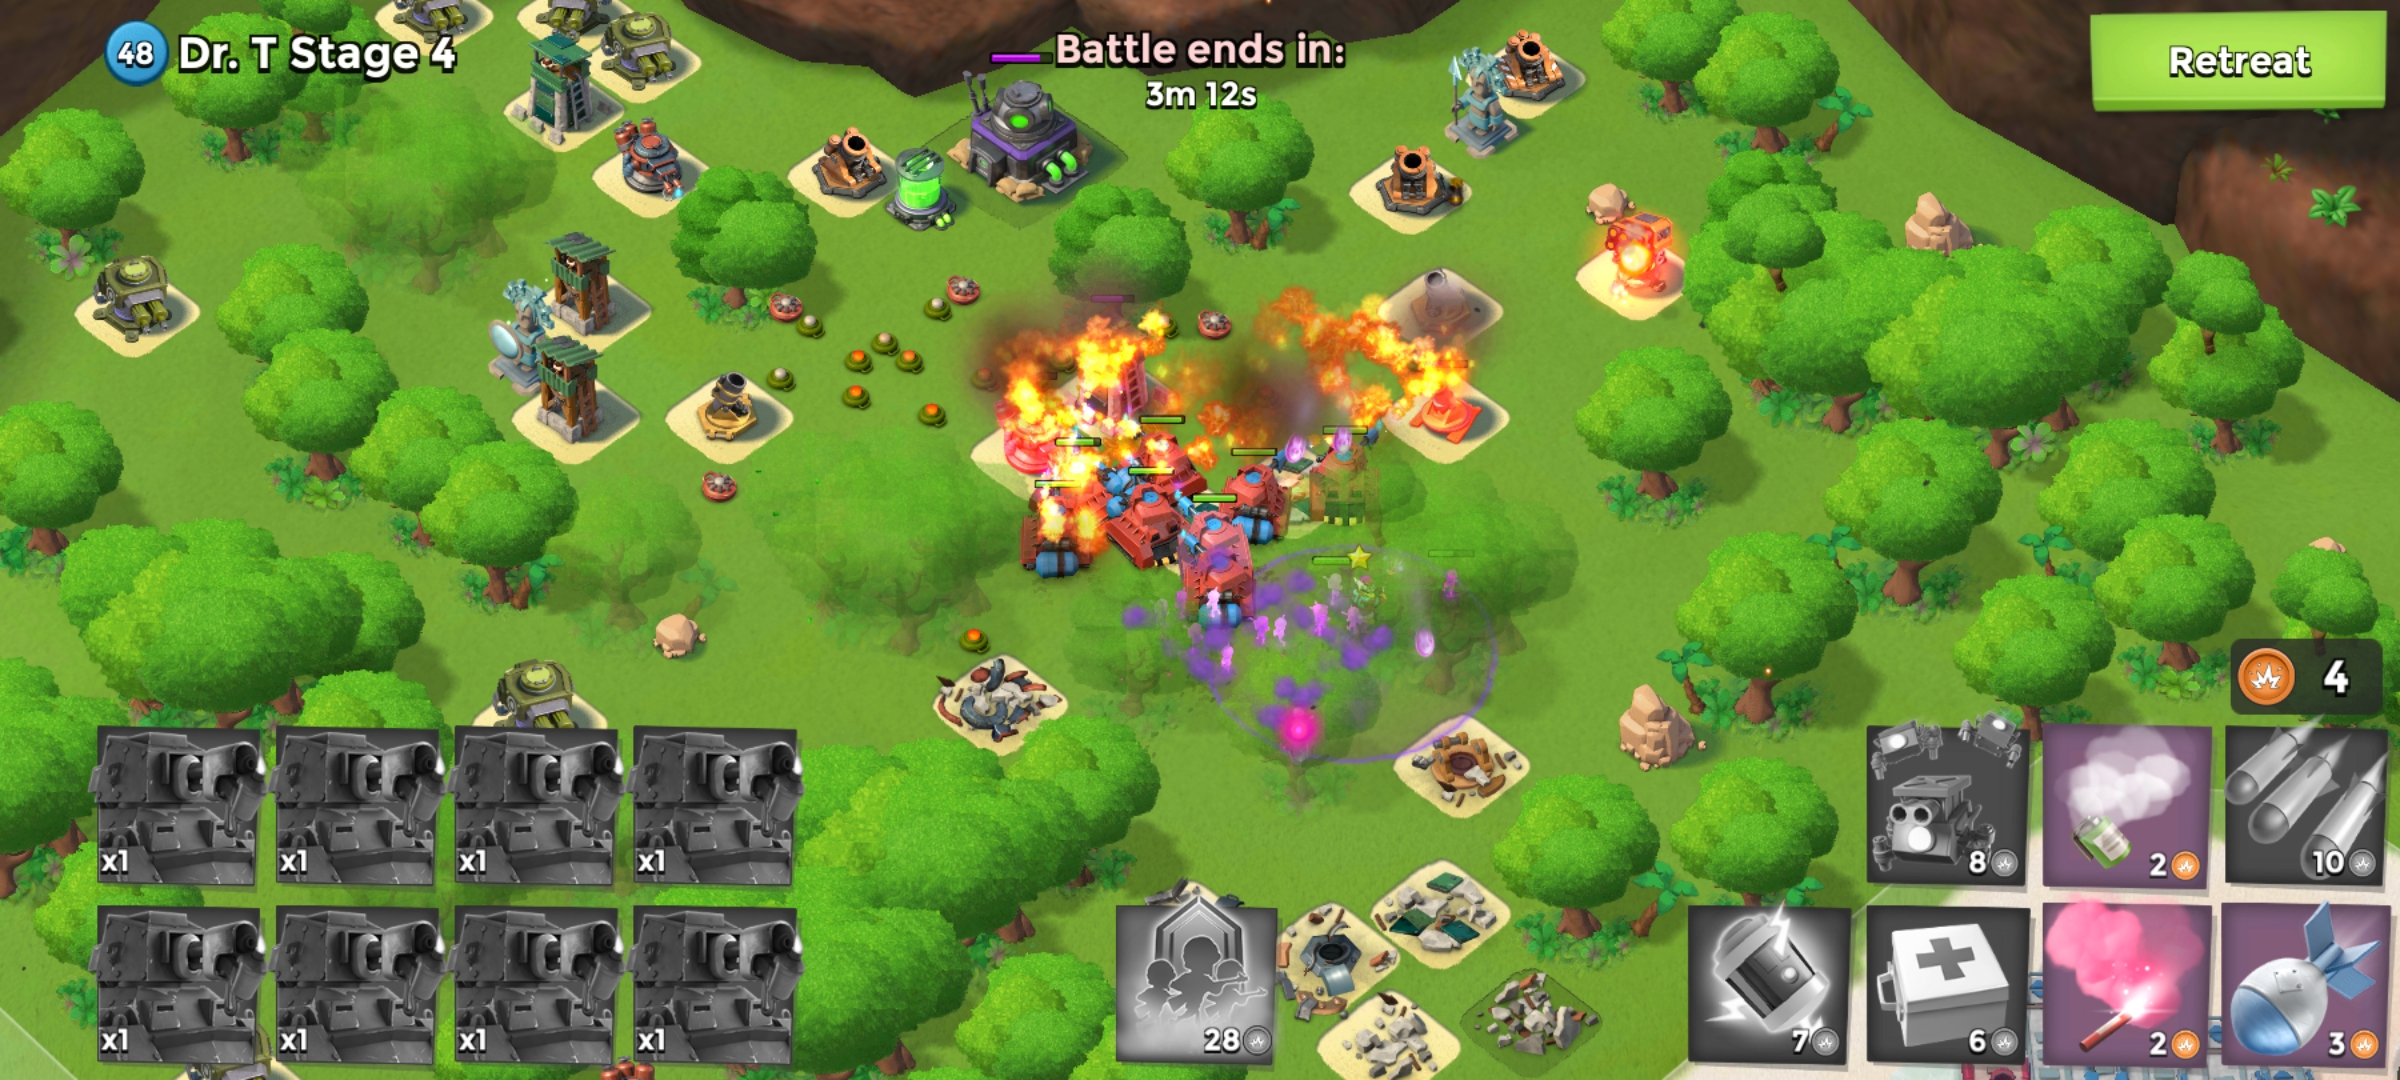 48 Dr. T Stage 4
Battle ends in:
3m 12s
Retreat
4
x1
x1
x1
x1
8
2
10
x1
x1
x1
x1
28
7
6
2
3